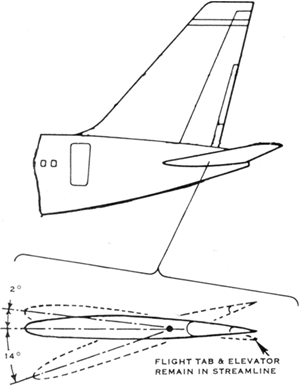 2°
14°
FLIGHT TAB & ELEVATOR
REMAIN IN STREAMLINE